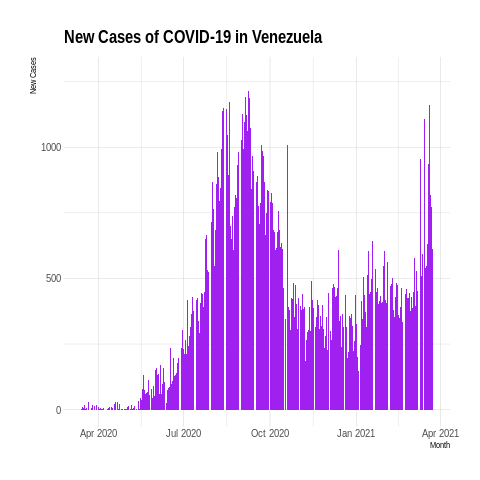 New Cases of COVID-19 in Venezuela
New Cases
1000
500
0
Apr 2020
Jul 2020
Oct 2020
Jan 2021
Apr 2021
Month